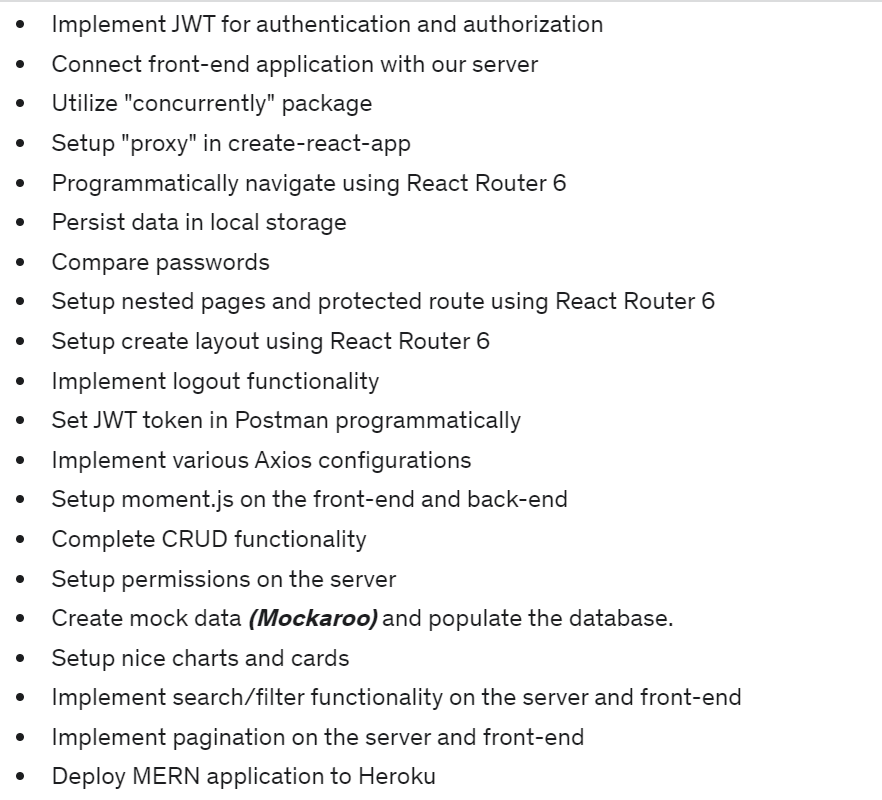 • Implement JWT for authentication and authorization
• Connect front-end application with our server
• Utilize "concurrently" package
• Setup "proxy" in create-react-app
• Programmatically navigate using React Router 6
• Persist data in local storage
• Compare passwords
• Setup nested pages and protected route using React Router 6
• Setup create layout using React Router 6
• Implement logout functionality
• Set JWT token in Postman programmatically
• Implement various Axios configurations
• Setup moment.js on the front-end and back-end
• Complete CRUD functionality
• Setup permissions on the server
• Create mock data (Mockaroo) and populate the database.
• Setup nice charts and cards
• Implement search/filter functionality on the server and front-end
• Implement pagination on the server and front-end
• Deploy MERN application to Heroku